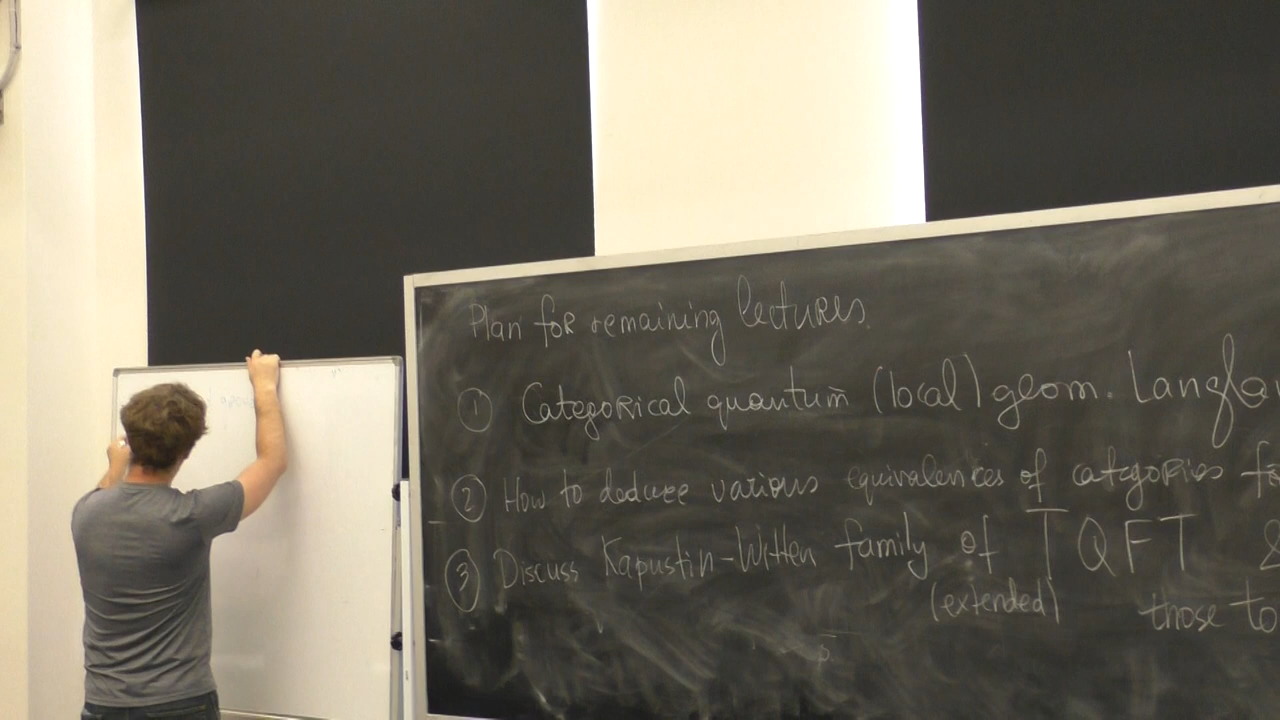 Plan for remaining lectures.
① Categorical quantum (local) geom. Langla
② How to deduce various equivalences of categories
③ Discuss Kapustin-Witten family of TQFT &
(extended) those to